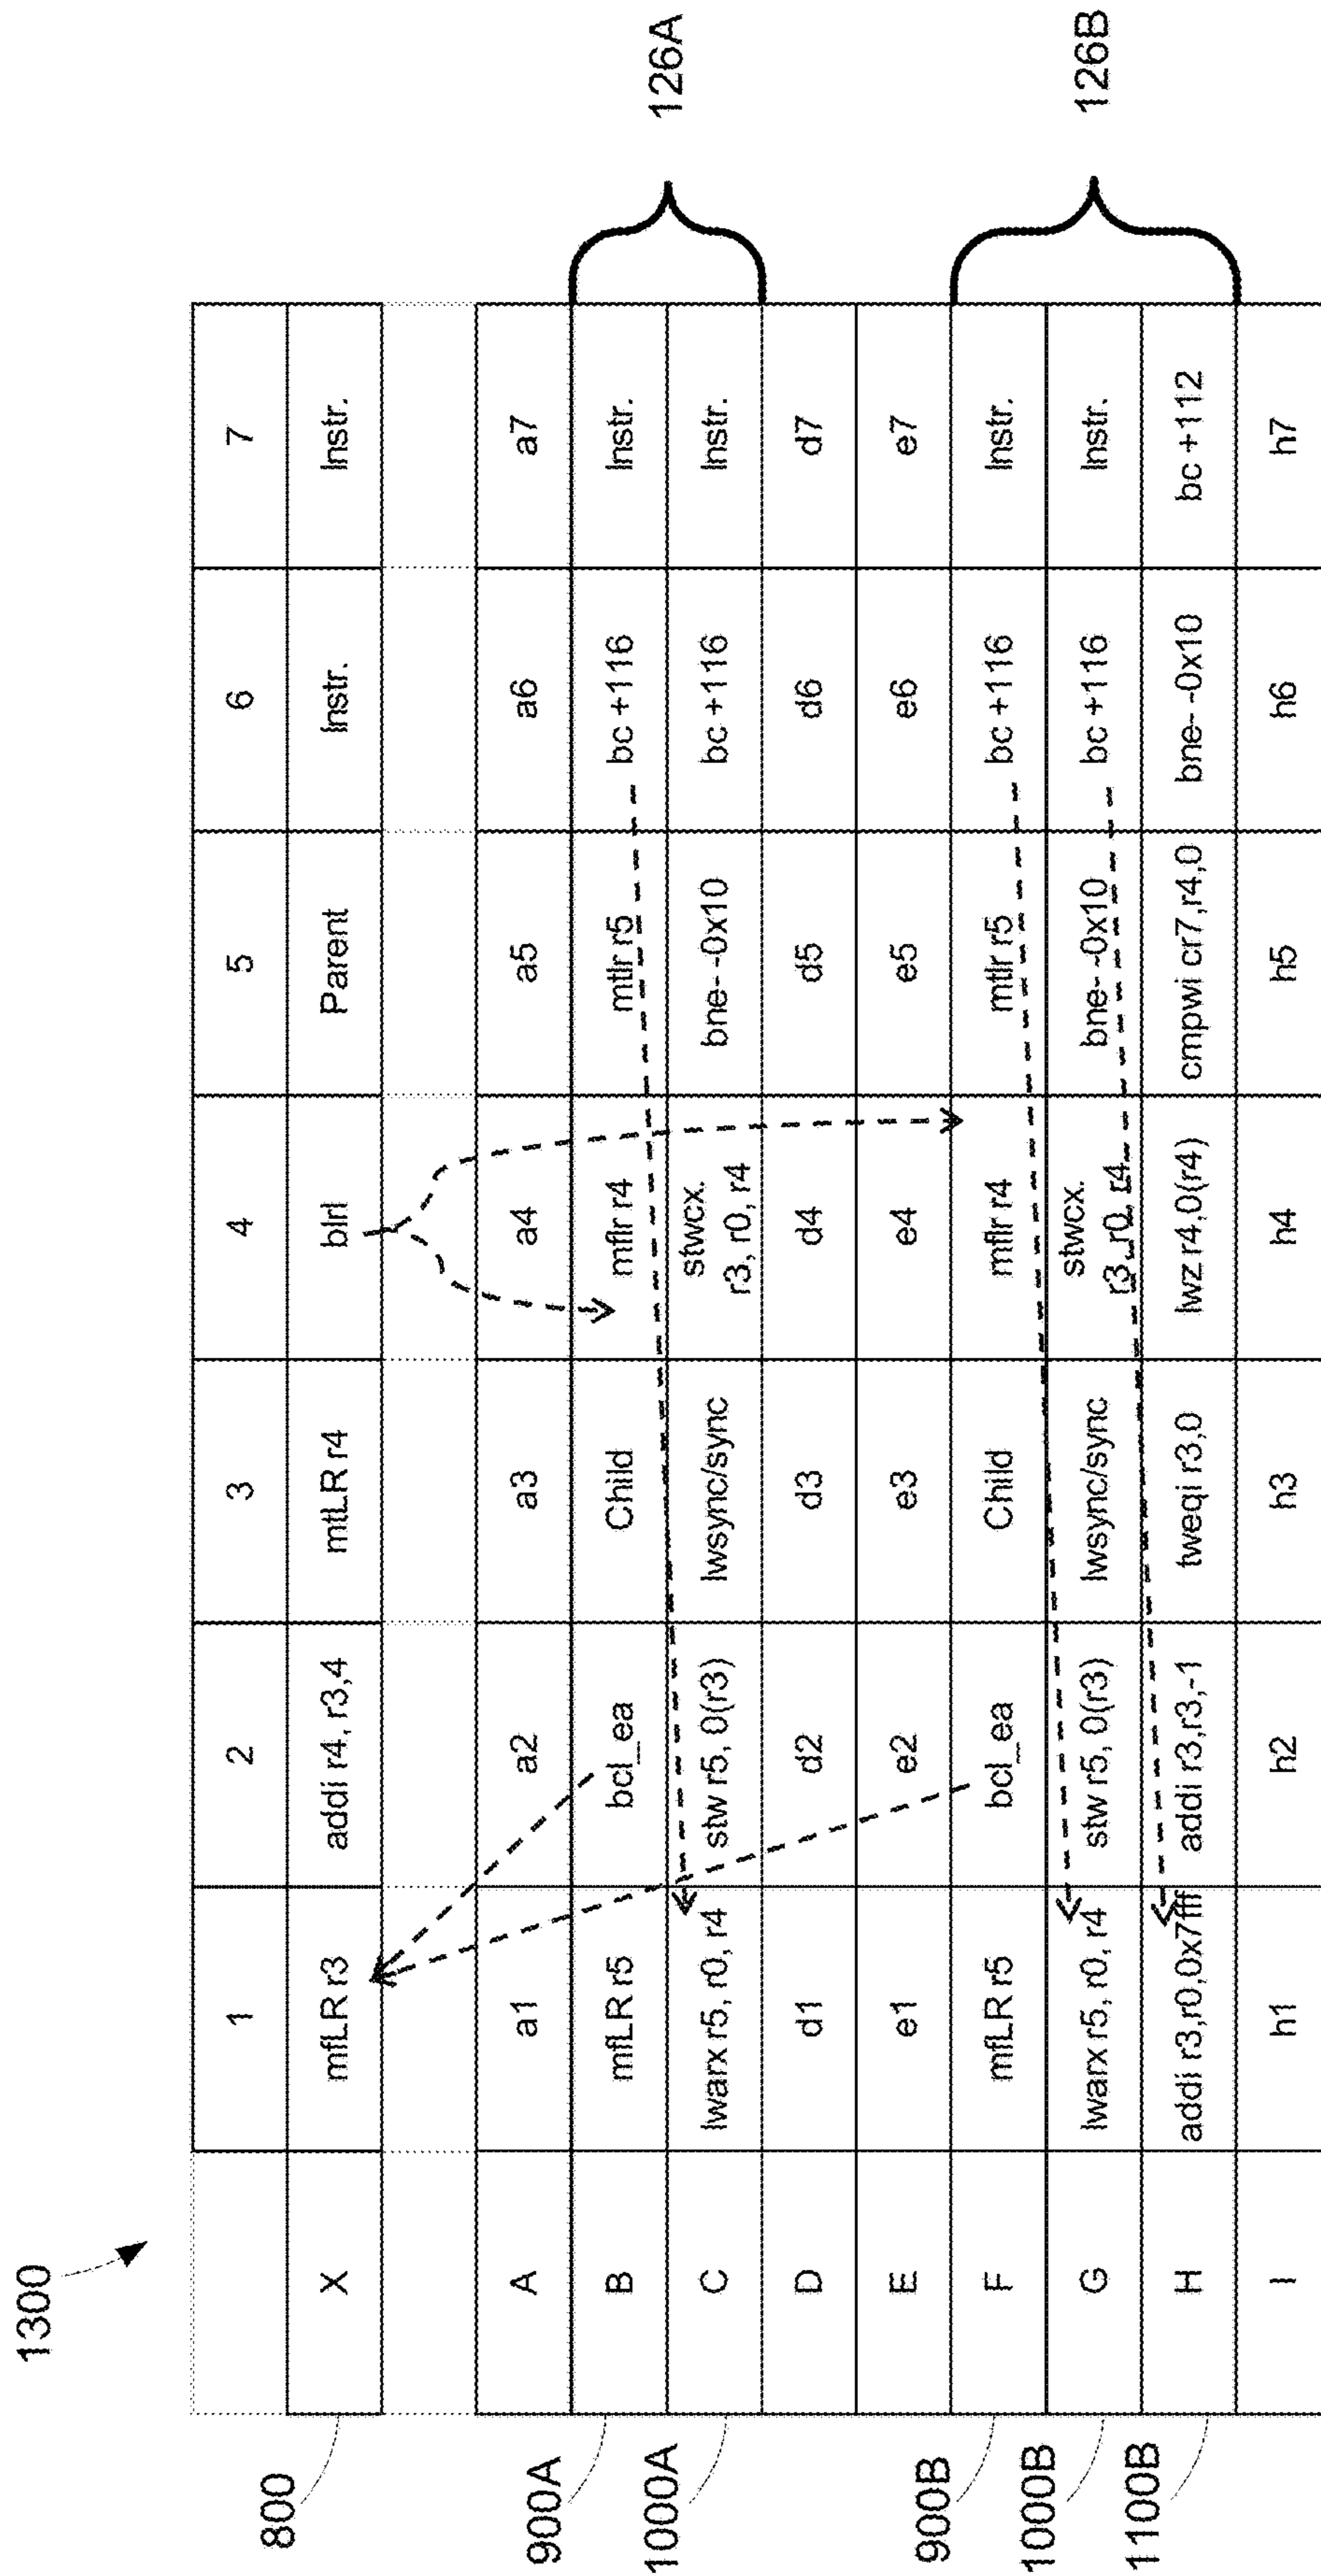 1300
1 2 3 4 5 6 7
800 X mfLR r3 addi r4, r3,4 mtLR r4 blrl Parent Instr. Instr.
A a1 a2 a3 a4 a5 a6 a7
900A B mfLR r5 bcl_ea Child mflr r4 mtlr r5 bc +116 Instr.
1000A C lwarx r5, r0, r4 stw r5, 0(r3) lwsync/sync stwcx.
r3, r0, r4 bne- -0x10 bc +116 Instr.
126A
D d1 d2 d3 d4 d5 d6 d7
E e1 e2 e3 e4 e5 e6 e7
900B F mfLR r5 bcl_ea Child mflr r4 mtlr r5 bc +116 Instr.
1000B G lwarx r5, r0, r4 stw r5, 0(r3) lwsync/sync stwcx.
r3, r0, r4 bne- -0x10 bc +116 Instr.
126B
1100B H addi r3,r0,0x7fff addi r3,r3,-1 tweqi r3,0 lwz r4,0(r4) cmpwi cr7,r4,0 bne- -0x10 bc +112
I h1 h2 h3 h4 h5 h6 h7